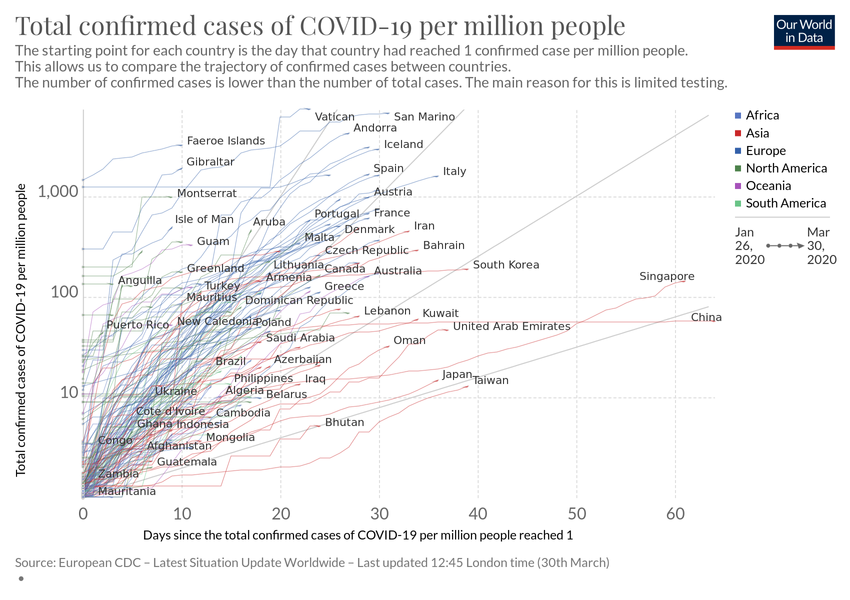 Total confirmed cases of COVID-19 per million people
Our World
in Data
The starting point for each country is the day that country had reached 1 confirmed case per million people.
This allows us to compare the trajectory of confirmed cases between countries.
The number of confirmed cases is lower than the number of total cases. The main reason for this is limited testing.
Vatican
San Marino
Andorra
Faeroe Islands
Iceland
Gibraltar
Spain
Italy
1,000
Montserrat
Austria
Isle of Man
Aruba
Portugal
France
Denmark
Iran
Guam
Malta
Bahrain
Czech Republic
Greenland
Lithuania
Canada
Australia
South Korea
Singapore
Anguilla
Turkey
Armenia
Greece
100
Mauritius
Dominican Republic
Lebanon
Kuwait
China
Puerto Rico
New Caledonia
Poland
United Arab Emirates
Saudi Arabia
Oman
Brazil
Azerbaijan
Philippines
Iraq
Japan
Taiwan
10
Ukraine
Algeria
Belarus
Cote d'Ivoire
Cambodia
Ghana
Indonesia
Bhutan
Congo
Mongolia
Afghanistan
Guatemala
Zambia
Mauritania
Total confirmed cases of COVID-19 per million people
0
10
20
30
40
50
60
Days since the total confirmed cases of COVID-19 per million people reached 1
Africa
Asia
Europe
North America
Oceania
South America
Jan
26,
2020
Mar
30,
2020
Source: European CDC – Latest Situation Update Worldwide – Last updated 12:45 London time (30th March)